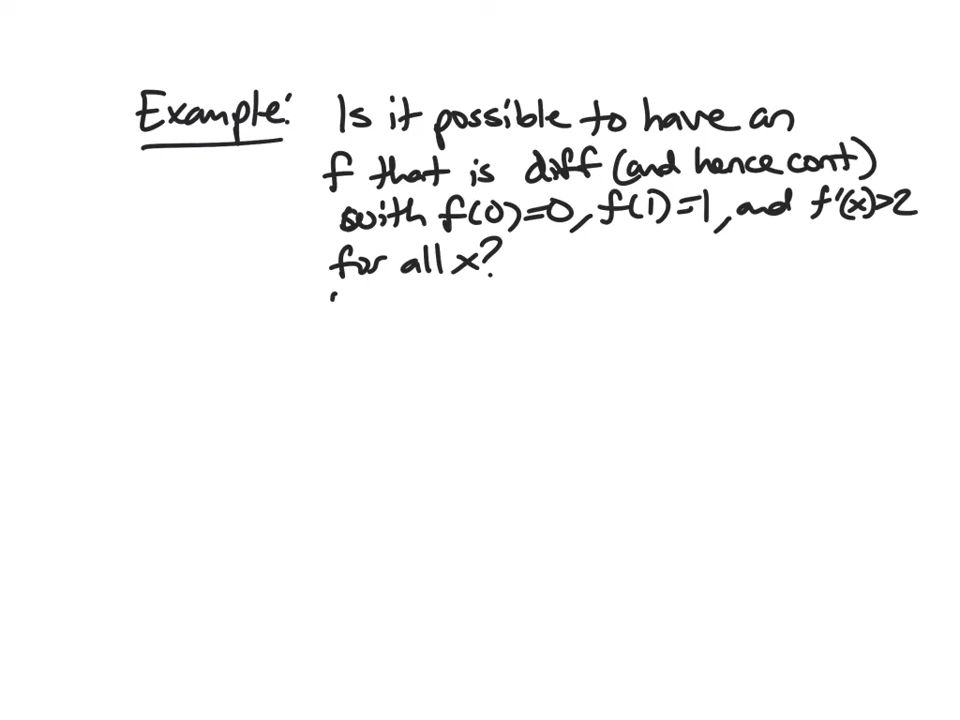 Example: Is it possible to have an
f that is diff (and hence cont)
with f(0)=0, f(1)=1, and f'(x)>2
for all x?